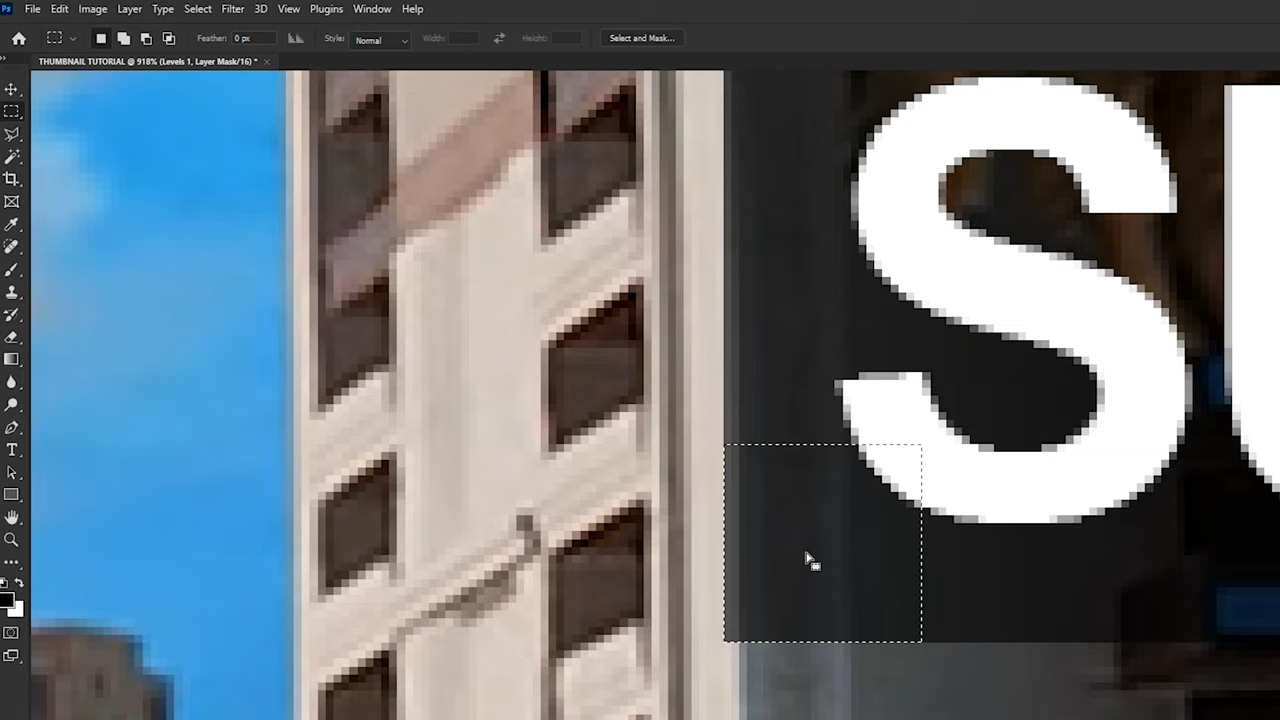 Ps File Edit Image Layer Type Select Filter 3D View Plugins Window Help
Feather: 0 px Style: Normal Width: Height: Select and Mask...
THUMBNAIL TUTORIAL @ 918% (Levels 1, Layer Mask/16) * ×
S